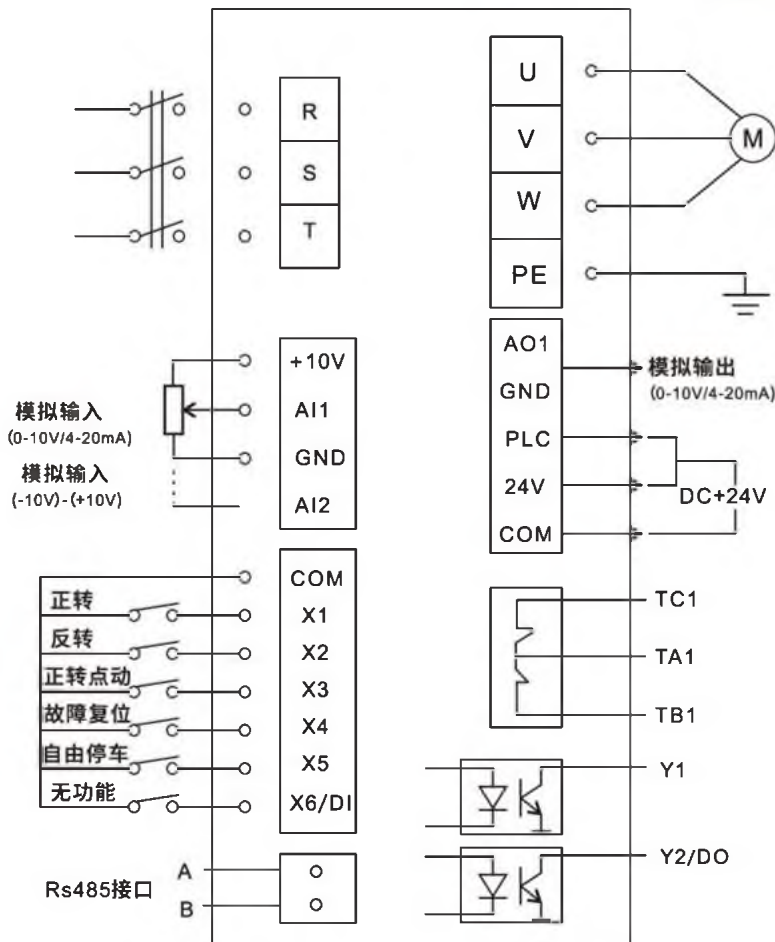 R
S
T
U
V
W
PE
M
+10V
AI1
GND
AI2
模拟输入
(0-10V/4-20mA)
模拟输入
(-10V)-(+10V)
AO1
GND
PLC
24V
COM
模拟输出
(0-10V/4-20mA)
DC+24V
COM
正转
X1
反转
X2
正转点动
X3
故障复位
X4
自由停车
X5
无功能
X6/DI
TC1
TA1
TB1
Y1
Y2/DO
Rs485接口
A
B